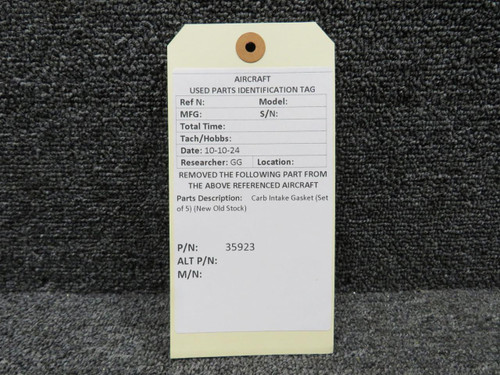 AIRCRAFT
USED PARTS IDENTIFICATION TAG
Ref N: Model:
MFG: S/N:
Total Time:
Tach/Hobbs:
Date: 10-10-24
Researcher: GG Location:
REMOVED THE FOLLOWING PART FROM
THE ABOVE REFERENCED AIRCRAFT
Parts Description: Carb Intake Gasket (Set
of 5) (New Old Stock)
P/N: 35923
ALT P/N:
M/N: